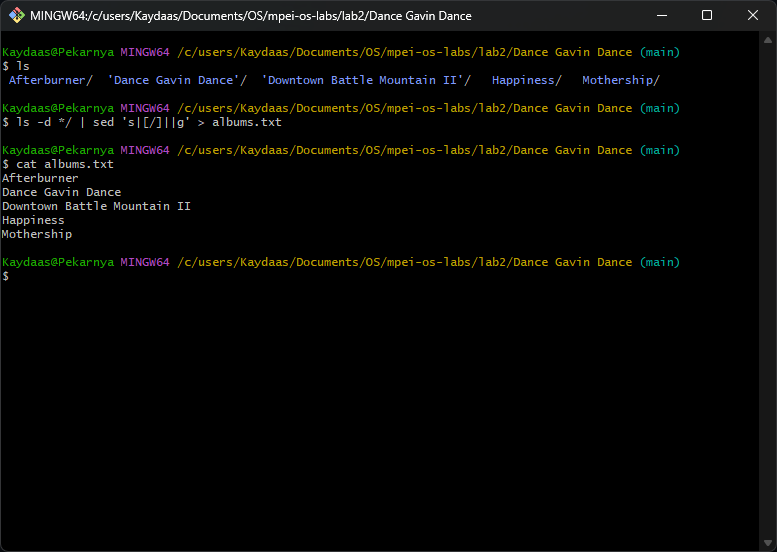 MINGW64:/c/users/Kaydaas/Documents/OS/mpei-os-labs/lab2/Dance Gavin Dance
Kaydaas@Pekarnya MINGW64 /c/users/Kaydaas/Documents/OS/mpei-os-labs/lab2/Dance Gavin Dance (main)
$ ls
 Afterburner/  'Dance Gavin Dance'/  'Downtown Battle Mountain II'/   Happiness/   Mothership/
Kaydaas@Pekarnya MINGW64 /c/users/Kaydaas/Documents/OS/mpei-os-labs/lab2/Dance Gavin Dance (main)
$ ls -d */ | sed 's|[/]||g' > albums.txt
Kaydaas@Pekarnya MINGW64 /c/users/Kaydaas/Documents/OS/mpei-os-labs/lab2/Dance Gavin Dance (main)
$ cat albums.txt
Afterburner
Dance Gavin Dance
Downtown Battle Mountain II
Happiness
Mothership
Kaydaas@Pekarnya MINGW64 /c/users/Kaydaas/Documents/OS/mpei-os-labs/lab2/Dance Gavin Dance (main)
$